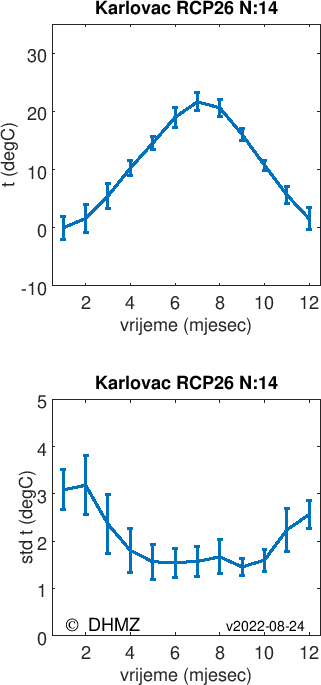 Karlovac RCP26 N:14
30
20
10
0
-10
t (degC)
2 4 6 8 10 12
vrijeme (mjesec)
Karlovac RCP26 N:14
5
4
3
2
1
0
std t (degC)
© DHMZ v2022-08-24
2 4 6 8 10 12
vrijeme (mjesec)